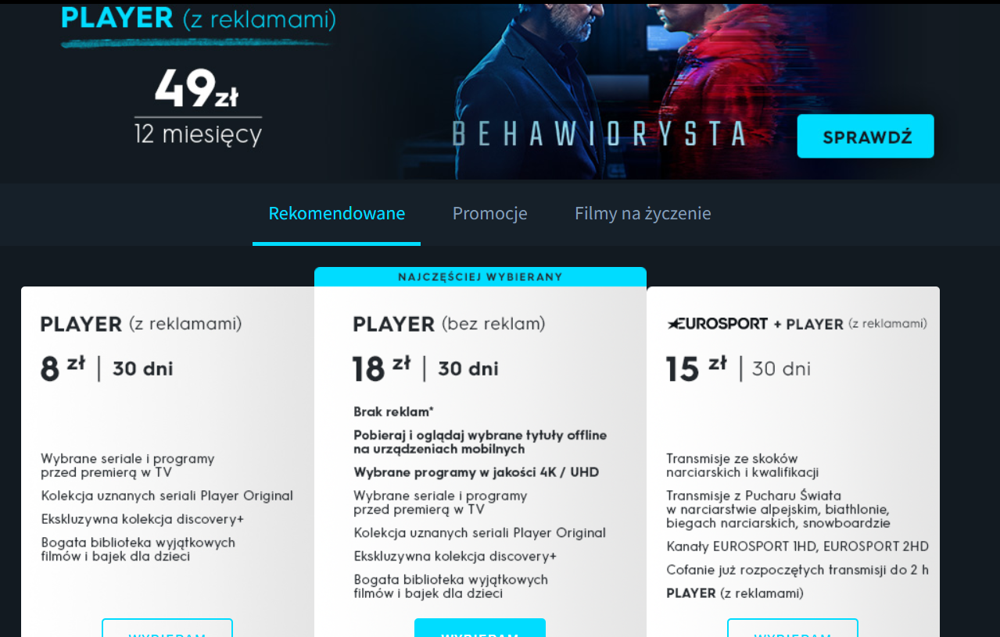 PLAYER (z reklamami)
49zł
12 miesięcy
BEHAWIORYSTA
SPRAWDŹ
Rekomendowane
Promocje
Filmy na życzenie
NAJCZĘŚCIEJ WYBIERANY
PLAYER (z reklamami)
8 zł | 30 dni
Wybrane seriale i programy
przed premierą w TV
Kolekcja uznanych seriali Player Original
Ekskluzywna kolekcja discovery+
Bogata biblioteka wyjątkowych
filmów i bajek dla dzieci
WYBIERAM
PLAYER (bez reklam)
18 zł | 30 dni
Brak reklam*
Pobieraj i oglądaj wybrane tytuły offline
na urządzeniach mobilnych
Wybrane programy w jakości 4K / UHD
Wybrane seriale i programy
przed premierą w TV
Kolekcja uznanych seriali Player Original
Ekskluzywna kolekcja discovery+
Bogata biblioteka wyjątkowych
filmów i bajek dla dzieci
WYBIERAM
EUROSPORT + PLAYER (z reklamami)
15 zł | 30 dni
Transmisje ze skoków
narciarskich i kwalifikacji
Transmisje z Pucharu Świata
w narciarstwie alpejskim, biathlonie,
biegach narciarskich, snowboardzie
Kanały EUROSPORT 1HD, EUROSPORT 2HD
Cofanie już rozpoczętych transmisji do 2 h
PLAYER (z reklamami)
WYBIERAM